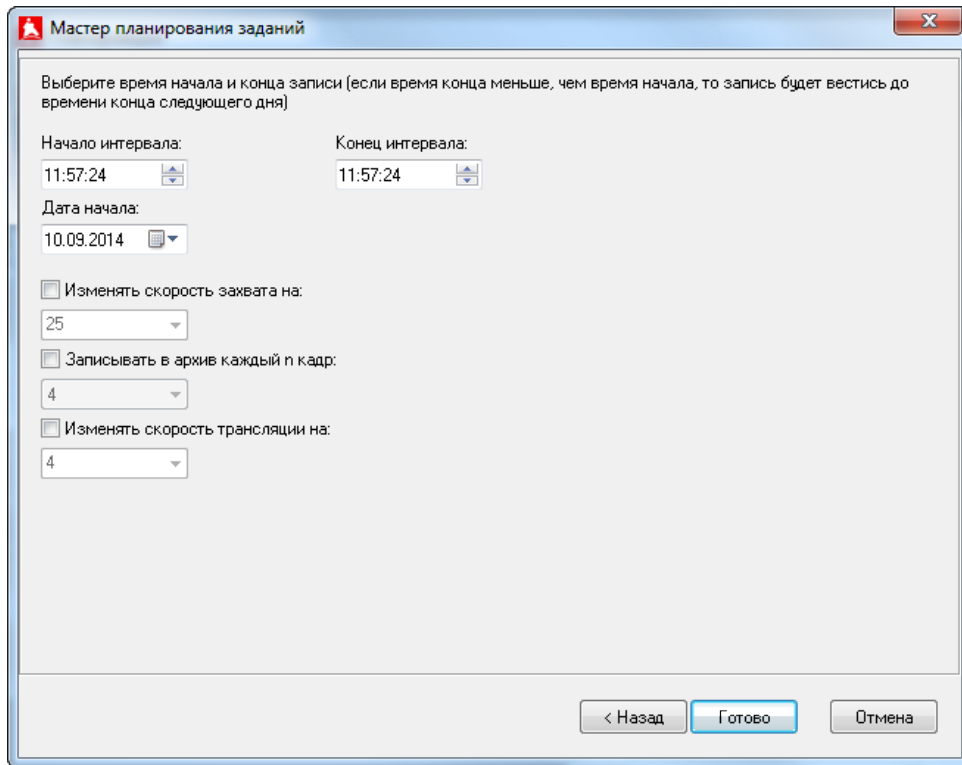 Мастер планирования заданий
Выберите время начала и конца записи (если время конца меньше, чем время начала, то запись будет вестись до
времени конца следующего дня)
Начало интервала: Конец интервала:
11:57:24 11:57:24
Дата начала:
10.09.2014
Изменять скорость захвата на:
25
Записывать в архив каждый n кадр:
4
Изменять скорость трансляции на:
4
< Назад Готово Отмена